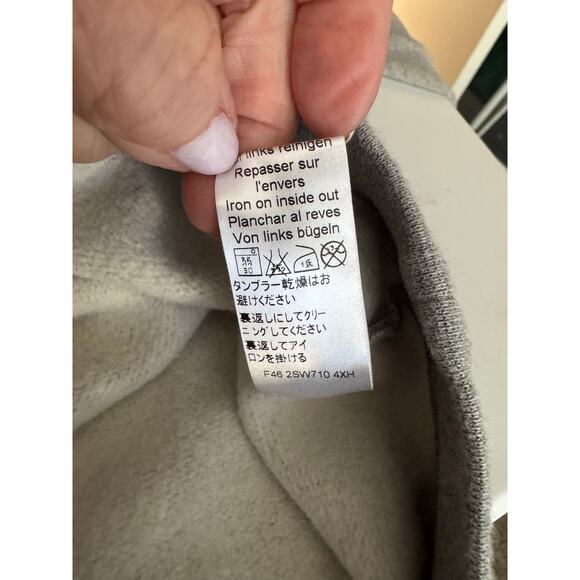 links reinigen
Repasser sur
l'envers
Iron on inside out
Planchar al reves
Von links bügeln
タンブラー乾燥はお
避けください
裏返しにしてクリー
ニングしてください
裏返してアイ
ロンを掛ける
F46 2SW710 4XH